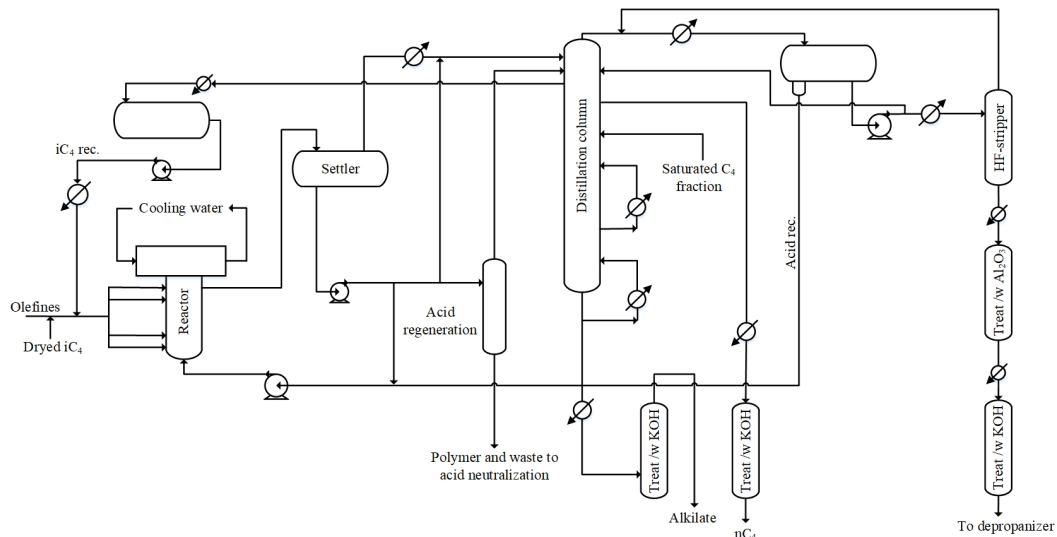 iC₄ rec.
Settler
Distillation column
Saturated C₄
fraction
HF-stripper
Cooling water
Acid rec.
Treat /w Al₂O₃
Olefines
Reactor
Acid
regeneration
Dryed iC₄
Treat /w KOH
Treat /w KOH
Treat /w KOH
Polymer and waste to
acid neutralization
Alkilate
nC₄
To depropanizer